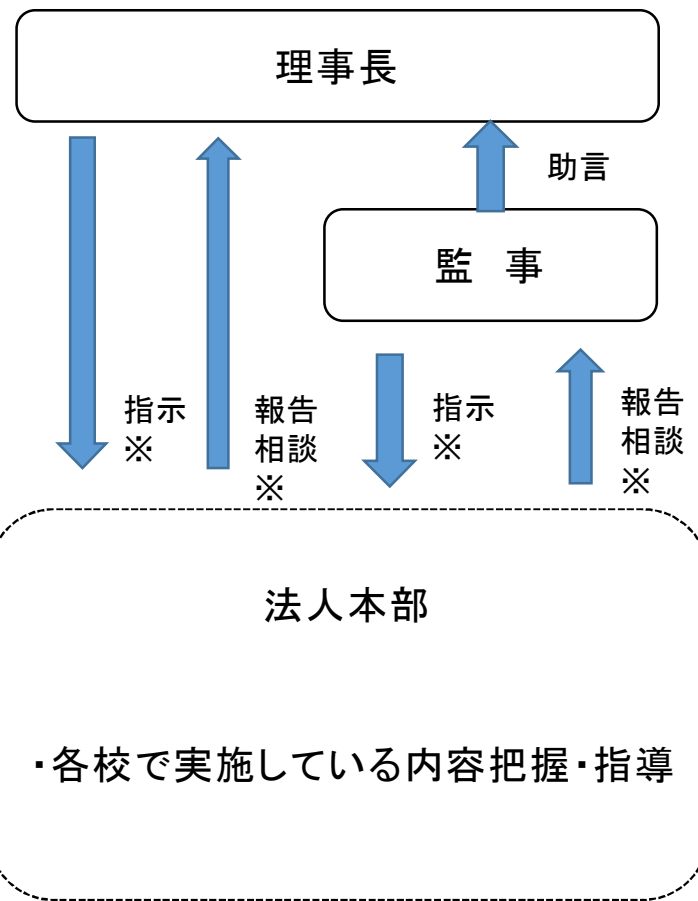 理事長
助言
監　事
指示
※
報告
相談
※
指示
※
報告
相談
※
法人本部
・各校で実施している内容把握・指導